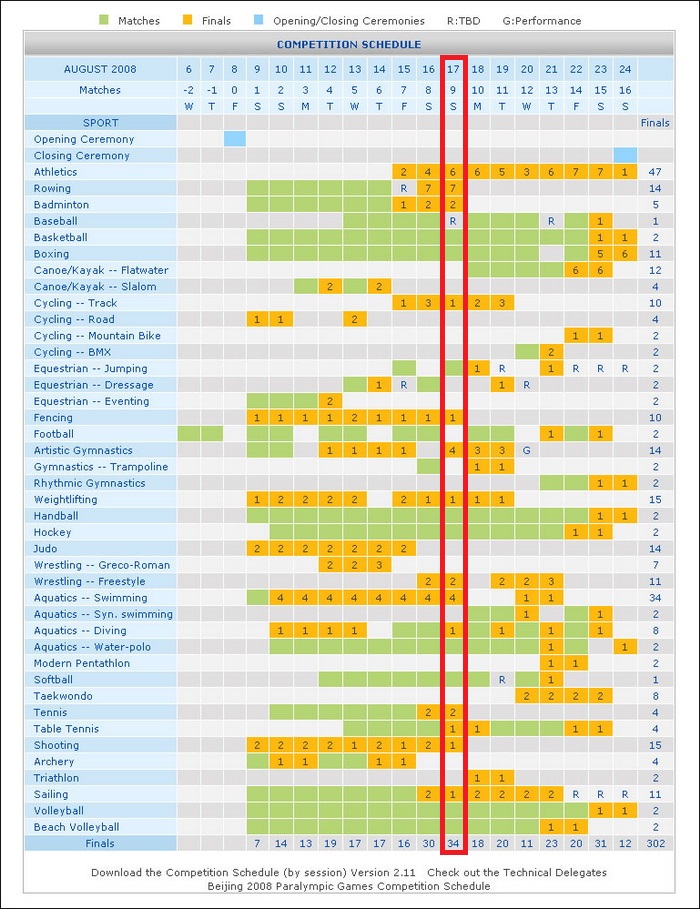 Matches Finals Opening/Closing Ceremonies R:TBD G:Performance
COMPETITION SCHEDULE
AUGUST 2008 6 7 8 9 10 11 12 13 14 15 16 17 18 19 20 21 22 23 24
Matches -2 -1 0 1 2 3 4 5 6 7 8 9 10 11 12 13 14 15 16
W T F S S M T W T F S S M T W T F S S
SPORT Finals
Opening Ceremony
Closing Ceremony
Athletics 2 4 6 6 5 3 6 7 7 1 47
Rowing R 7 7 14
Badminton 1 2 2 5
Baseball R R 1 1
Basketball 1 1 2
Boxing 5 6 11
Canoe/Kayak -- Flatwater 6 6 12
Canoe/Kayak -- Slalom 2 2 4
Cycling -- Track 1 3 1 2 3 10
Cycling -- Road 1 1 2 4
Cycling -- Mountain Bike 1 1 2
Cycling -- BMX 2 2
Equestrian -- Jumping 1 R 1 R R R 2
Equestrian -- Dressage 1 R 1 R 2
Equestrian -- Eventing 2 2
Fencing 1 1 1 1 2 1 1 1 1 10
Football 1 1 2
Artistic Gymnastics 1 1 1 1 4 3 3 G 14
Gymnastics -- Trampoline 1 1 2
Rhythmic Gymnastics 1 1 2
Weightlifting 1 2 2 2 2 2 1 1 1 1 15
Handball 1 1 2
Hockey 1 1 2
Judo 2 2 2 2 2 2 2 14
Wrestling -- Greco-Roman 2 2 3 7
Wrestling -- Freestyle 2 2 2 2 3 11
Aquatics -- Swimming 4 4 4 4 4 4 4 4 1 1 34
Aquatics -- Syn. swimming 1 1 2
Aquatics -- Diving 1 1 1 1 1 1 1 1 8
Aquatics -- Water-polo 1 1 2
Modern Pentathlon 1 1 2
Softball R 1 1
Taekwondo 2 2 2 2 8
Tennis 2 2 4
Table Tennis 1 1 1 1 4
Shooting 2 2 2 2 1 2 1 2 1 15
Archery 1 1 1 1 4
Triathlon 1 1 2
Sailing 2 1 2 2 2 2 R R R 11
Volleyball 1 1 2
Beach Volleyball 1 1 2
Finals 7 14 13 19 17 15 16 30 34 18 20 11 23 20 31 12 302
Download the Competition Schedule (by session) Version 2.11 Check out the Technical Delegates
Beijing 2008 Paralympic Games Competition Schedule